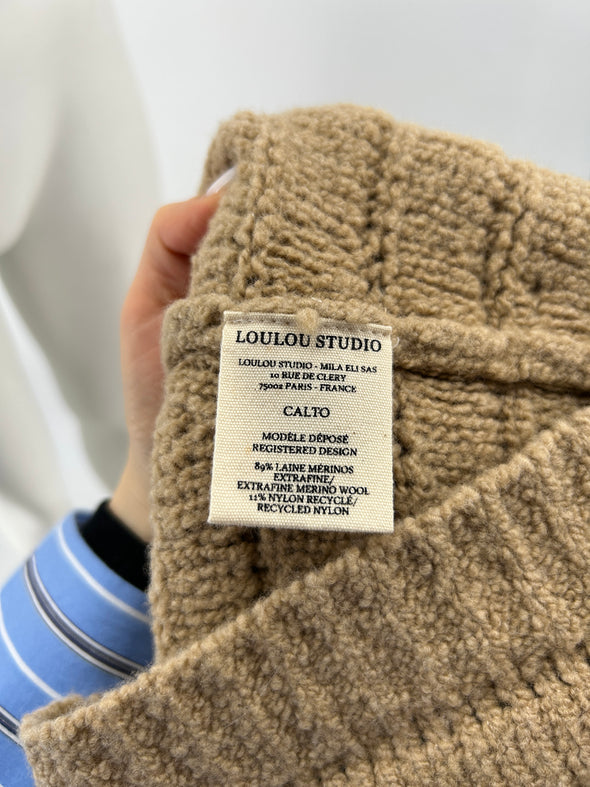 LOULOU STUDIO
LOULOU STUDIO - MILA ELI SAS
10 RUE DE CLERY
75002 PARIS - FRANCE
CALTO
MODÈLE DÉPOSÉ
REGISTERED DESIGN
89% LAINE MÉRINOS
EXTRAFINE/
EXTRAFINE MERINO WOOL
11% NYLON RECYCLÉ/
RECYCLED NYLON